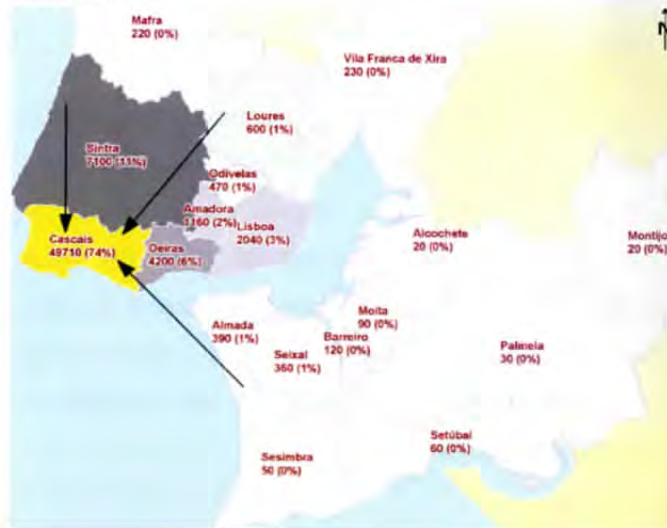 Mafra
220 (0%)
N
Vila Franca de Xira
230 (0%)
Loures
600 (1%)
Sintra
7100 (11%)
Odivelas
470 (1%)
Amadora
1160 (2%)
Lisboa
2040 (3%)
Cascais
49710 (74%)
Oeiras
4200 (6%)
Alcochete
20 (0%)
Montijo
20 (0%)
Moita
90 (0%)
Almada
390 (1%)
Barreiro
120 (0%)
Seixal
360 (1%)
Palmela
30 (0%)
Setúbal
60 (0%)
Sesimbra
50 (0%)